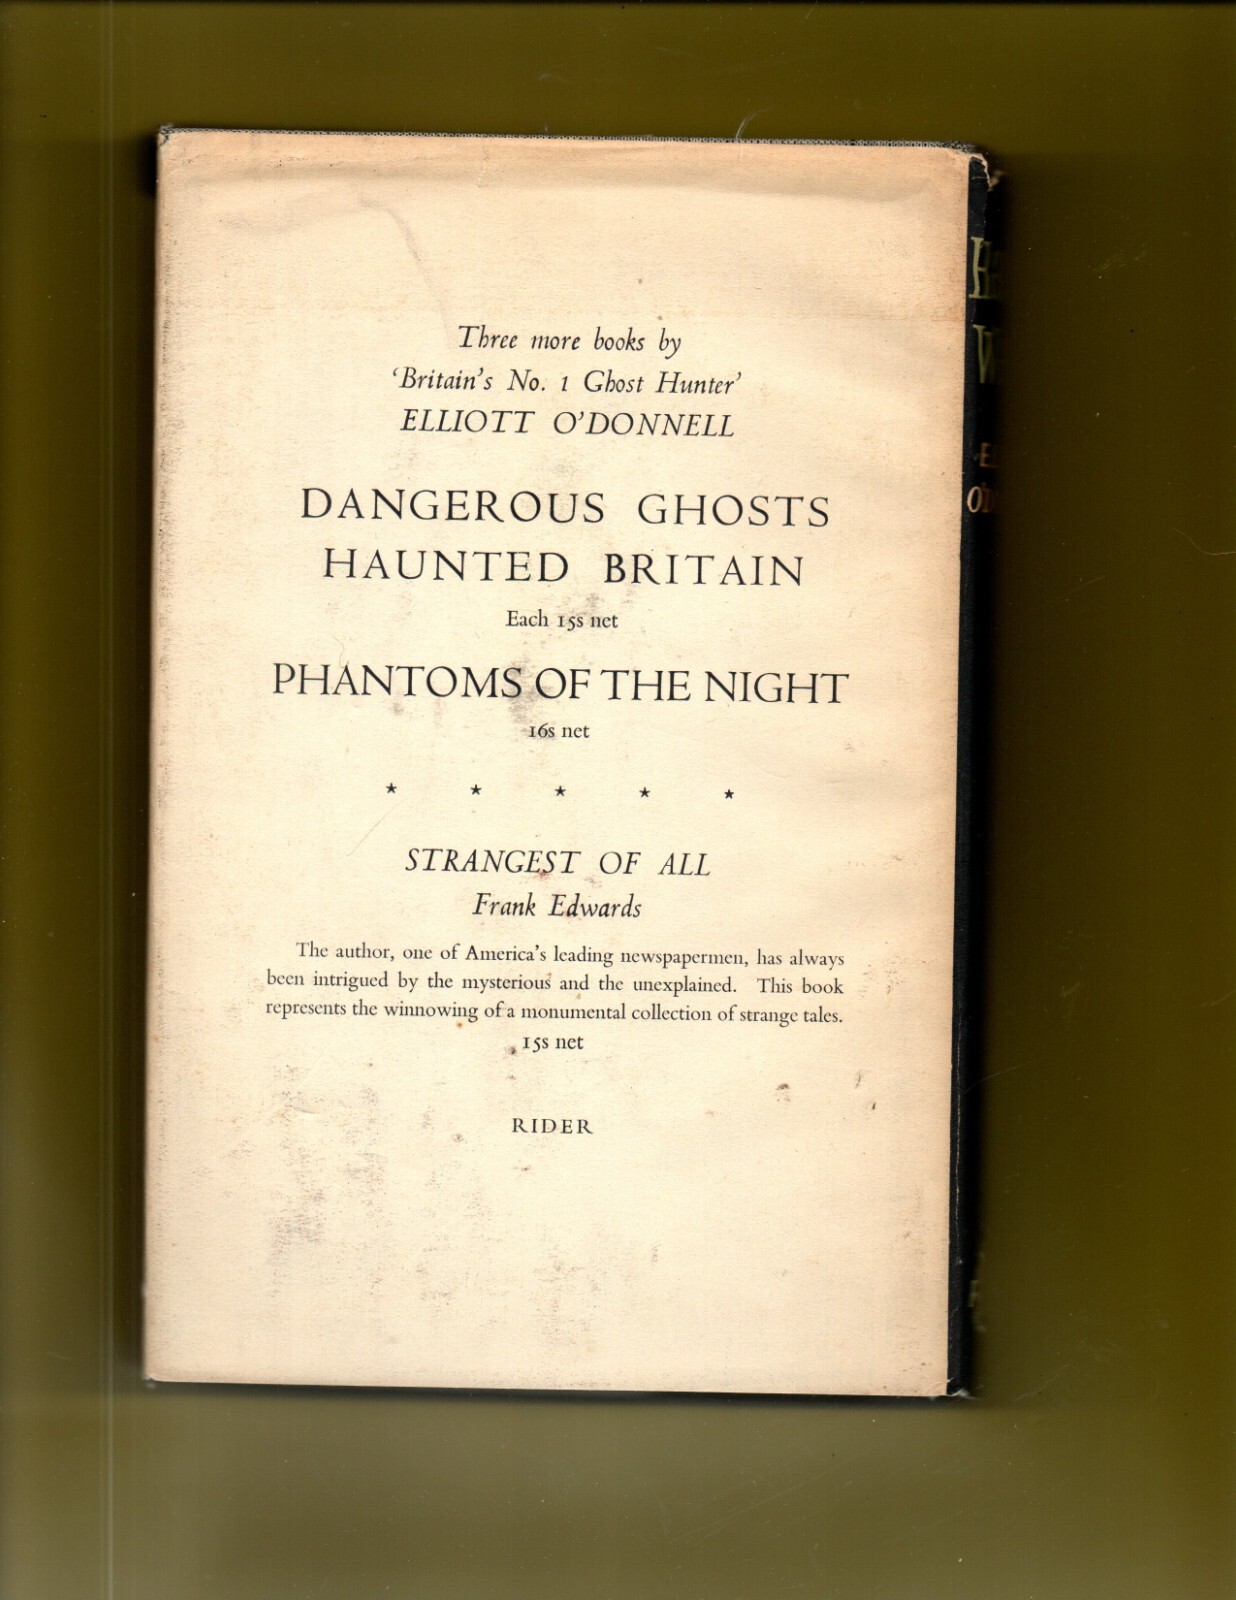 Three more books by
‘Britain's No. 1 Ghost Hunter’
ELLIOTT O'DONNELL
DANGEROUS GHOSTS
HAUNTED BRITAIN
Each 15s net
PHANTOMS OF THE NIGHT
16s net
* * * * *
STRANGEST OF ALL
Frank Edwards
The author, one of America's leading newspapermen, has always
been intrigued by the mysterious and the unexplained. This book
represents the winnowing of a monumental collection of strange tales.
15s net
RIDER